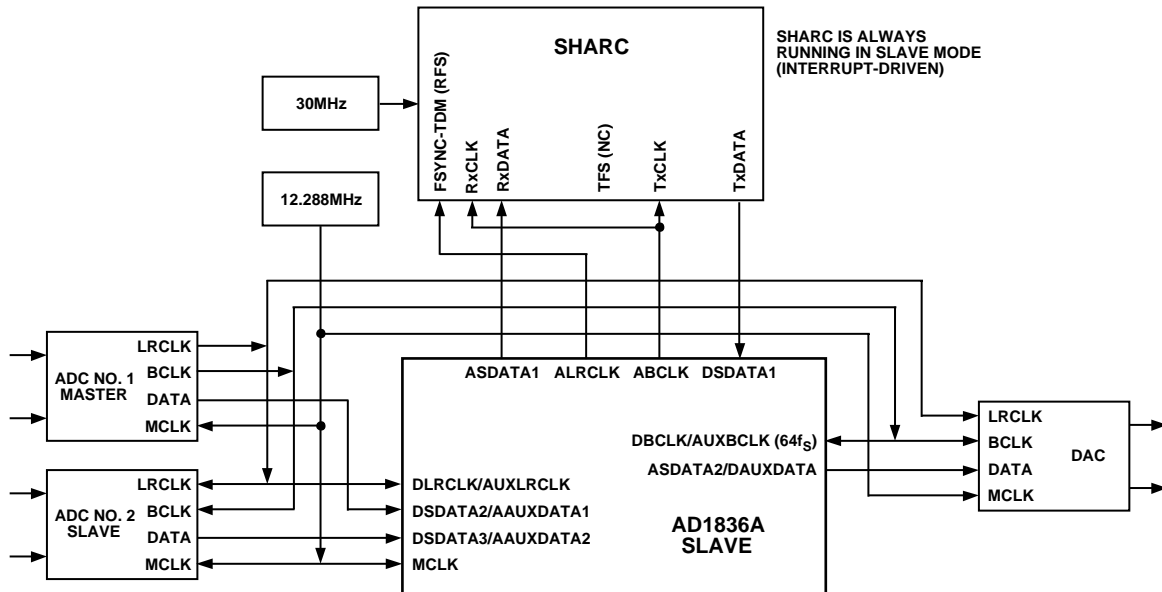 SHARC
SHARC IS ALWAYS
RUNNING IN SLAVE MODE
(INTERRUPT-DRIVEN)
30MHz
12.288MHz
FSYNC-TDM (RFS)
RxCLK
RxDATA
TFS (NC)
TxCLK
TxDATA
ADC NO. 1
MASTER
LRCLK
BCLK
DATA
MCLK
ADC NO. 2
SLAVE
LRCLK
BCLK
DATA
MCLK
ASDATA1
ALRCLK
ABCLK
DSDATA1
DBCLK/AUXBCLK (64fS)
ASDATA2/DAUXDATA
DLRCLK/AUXLRCLK
DSDATA2/AAUXDATA1
DSDATA3/AAUXDATA2
MCLK
AD1836A
SLAVE
LRCLK
BCLK
DATA
MCLK
DAC